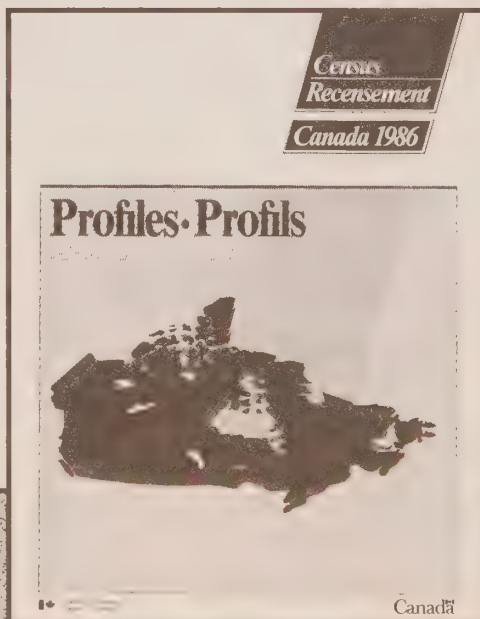 Census
Recensement
Canada 1986
Profiles • Profils
Canada